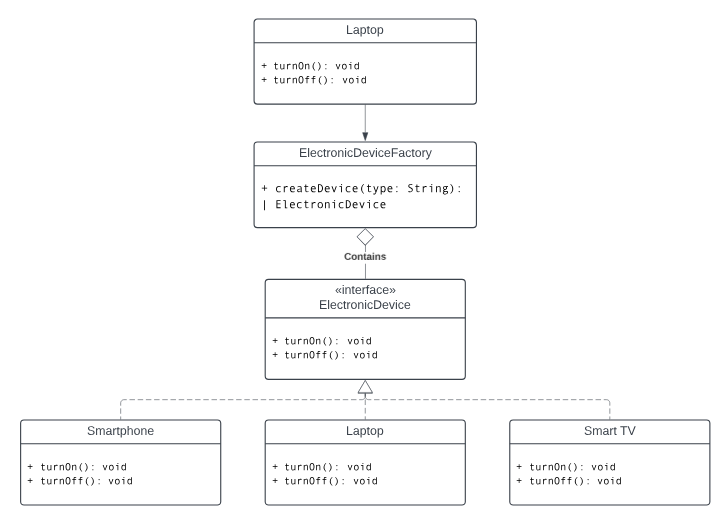 Laptop
+ turnOn(): void
+ turnOff(): void
ElectronicDeviceFactory
+ createDevice(type: String):
| ElectronicDevice
Contains
«interface»
ElectronicDevice
+ turnOn(): void
+ turnOff(): void
Smartphone
+ turnOn(): void
+ turnOff(): void
Laptop
+ turnOn(): void
+ turnOff(): void
Smart TV
+ turnOn(): void
+ turnOff(): void